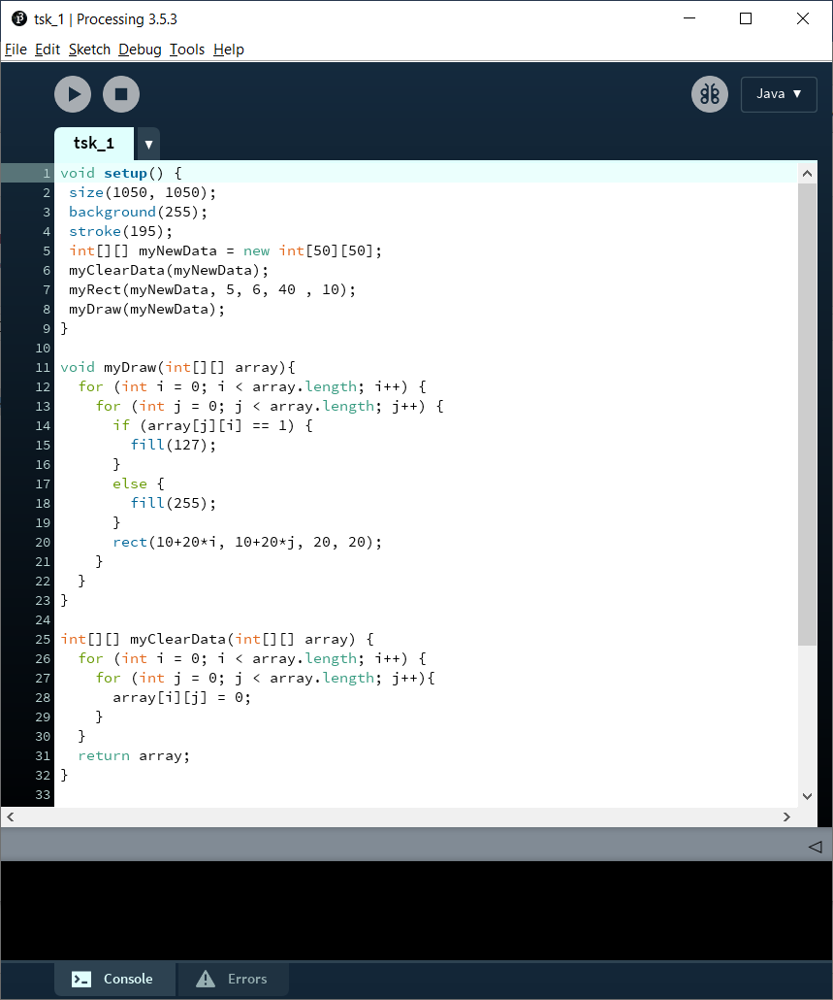 tsk_1 | Processing 3.5.3
File Edit Sketch Debug Tools Help
Java ▼
tsk_1 ▼
1 void setup() {
2  size(1050, 1050);
3  background(255);
4  stroke(195);
5  int[][] myNewData = new int[50][50];
6  myClearData(myNewData);
7  myRect(myNewData, 5, 6, 40 , 10);
8  myDraw(myNewData);
9 }
10
11 void myDraw(int[][] array){
12   for (int i = 0; i < array.length; i++) {
13     for (int j = 0; j < array.length; j++) {
14       if (array[j][i] == 1) {
15         fill(127);
16       }
17       else {
18         fill(255);
19       }
20       rect(10+20*i, 10+20*j, 20, 20);
21     }
22   }
23 }
24
25 int[][] myClearData(int[][] array) {
26   for (int i = 0; i < array.length; i++) {
27     for (int j = 0; j < array.length; j++){
28       array[i][j] = 0;
29     }
30   }
31   return array;
32 }
33
Console Errors